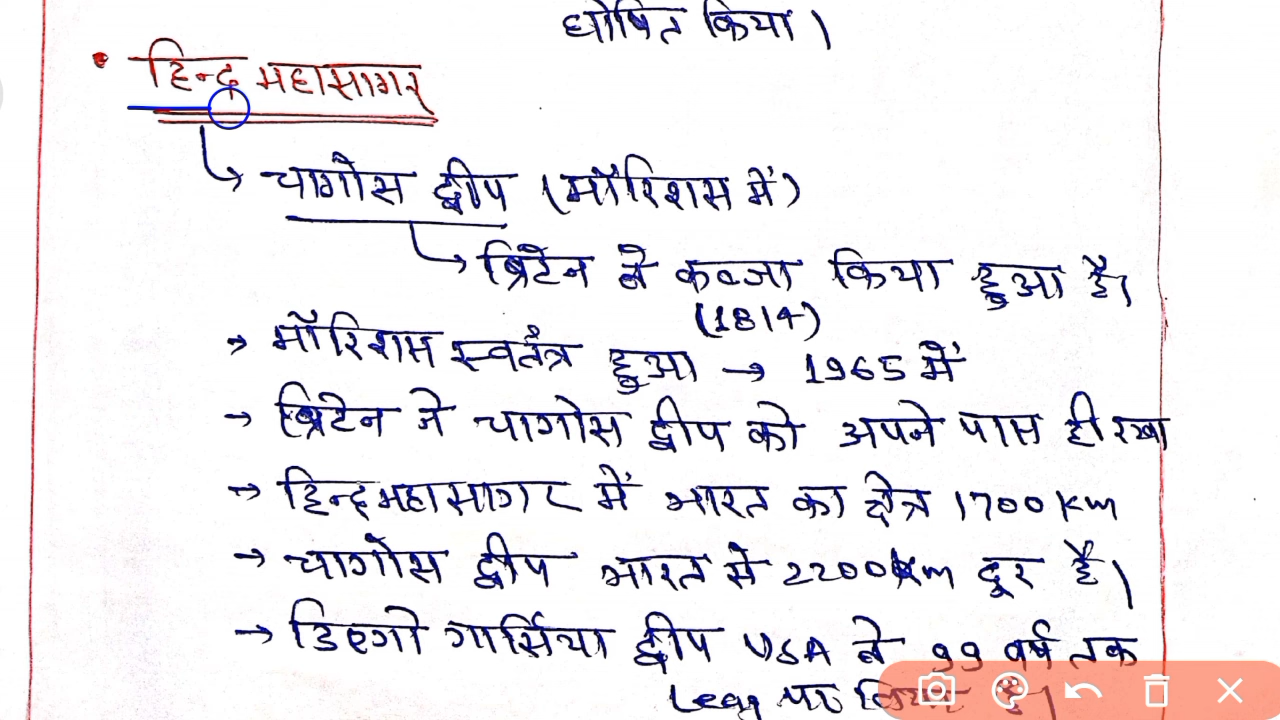 घोषित किया।
• हिन्द महासागर
↳ चागोस द्वीप (मॉरिशस में)
↳ ब्रिटेन ने कब्जा किया हुआ है।
(1814)
→ मॉरिशस स्वतंत्र हुआ → 1965 में
→ ब्रिटेन ने चागोस द्वीप को अपने पास ही रखा
→ हिन्द महासागर में भारत का क्षेत्र 1700 km
→ चागोस द्वीप भारत से 2200 km दूर है।
→ डिएगो गार्सिया द्वीप USA ने 99 वर्ष तक
पर लिया है।